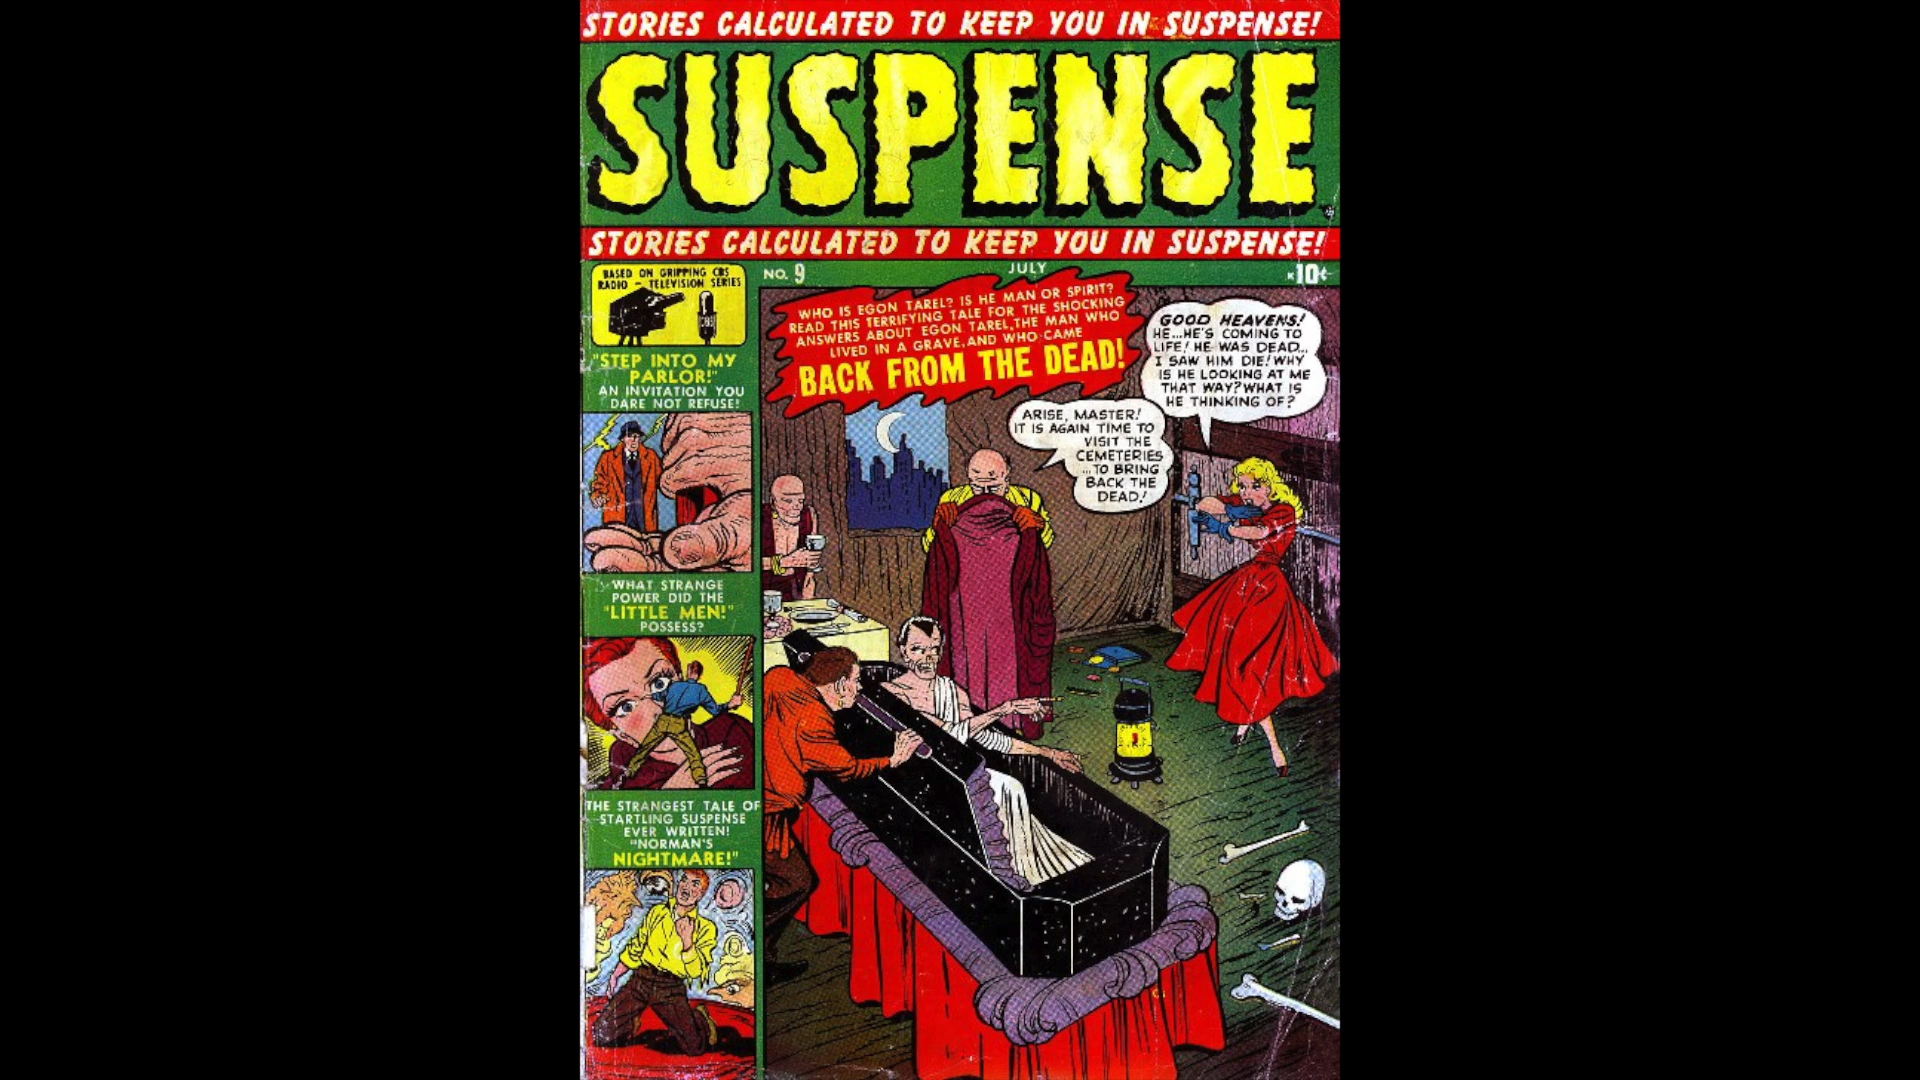 STORIES CALCULATED TO KEEP YOU IN SUSPENSE!
SUSPENSE
STORIES CALCULATED TO KEEP YOU IN SUSPENSE!
BASED ON GRIPPING CBS
RADIO - TELEVISION SERIES
CBS
NO. 9
JULY
10¢
"STEP INTO MY
PARLOR!"
AN INVITATION YOU
DARE NOT REFUSE!
WHAT STRANGE
POWER DID THE
"LITTLE MEN!"
POSSESS?
THE STRANGEST TALE OF
STARTLING SUSPENSE
EVER WRITTEN!
"NORMAN'S
NIGHTMARE!"
WHO IS EGON TAREL? IS HE MAN OR SPIRIT?
READ THIS TERRIFYING TALE FOR THE SHOCKING
ANSWERS ABOUT EGON TAREL, THE MAN WHO
LIVED IN A GRAVE, AND WHO CAME
BACK FROM THE DEAD!
ARISE, MASTER!
IT IS AGAIN TIME TO
VISIT THE
CEMETERIES
...TO BRING
BACK THE
DEAD!
GOOD HEAVENS!
HE...HE'S COMING TO
LIFE! HE WAS DEAD...
I SAW HIM DIE! WHY
IS HE LOOKING AT ME
THAT WAY? WHAT IS
HE THINKING OF?